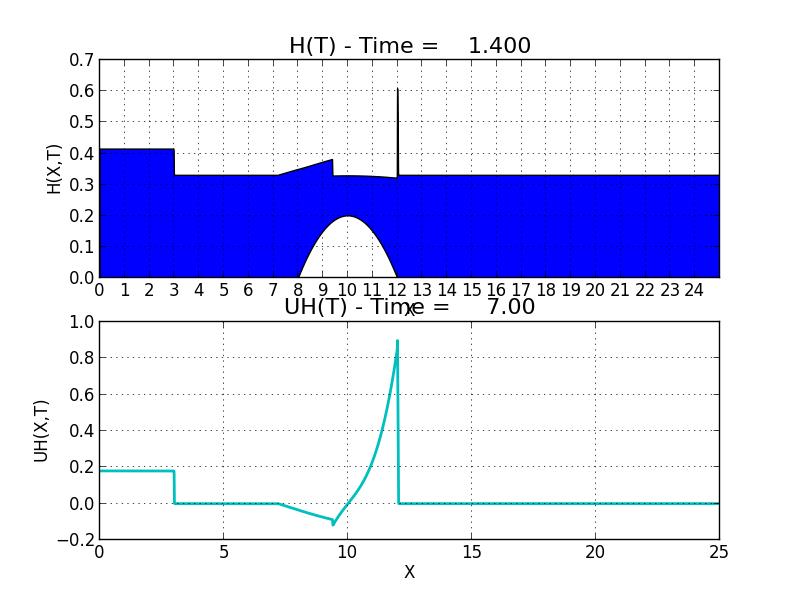 H(T) - Time = 1.400
0.7
0.6
0.5
0.4
0.3
0.2
0.1
0.0
H(X,T)
0 1 2 3 4 5 6 7 8 9 10 11 12 13 14 15 16 17 18 19 20 21 22 23 24
X
UH(T) - Time = 7.00
1.0
0.8
0.6
0.4
0.2
0.0
−0.2
UH(X,T)
0 5 10 15 20 25
X